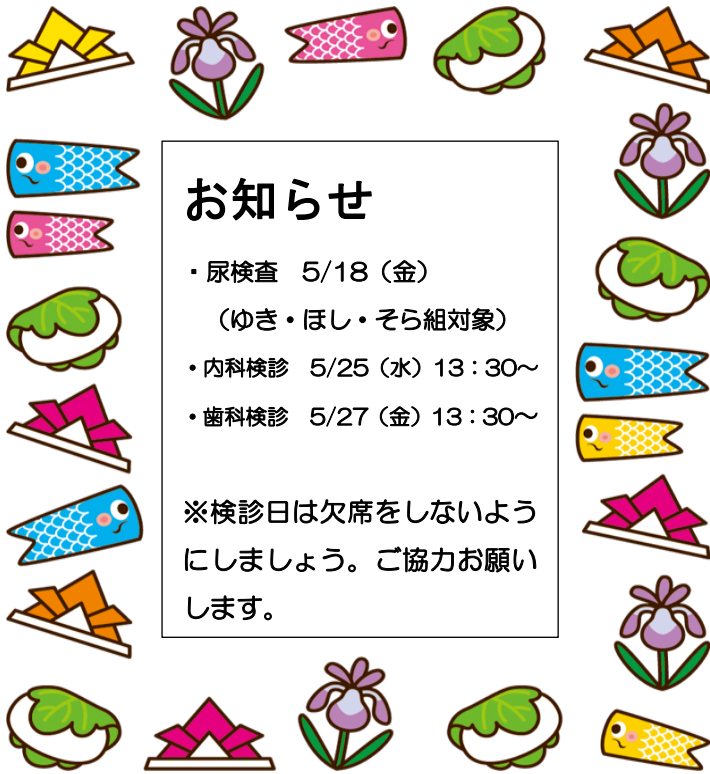 お知らせ
・尿検査　5/18（金）
（ゆき・ほし・そら組対象）
・内科検診　5/25（水）13：30～
・歯科検診　5/27（金）13：30～
※検診日は欠席をしないよう
にしましょう。ご協力お願い
します。